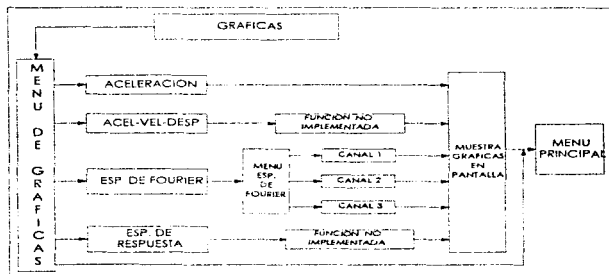 GRAFICAS
MENU DE GRAFICAS
ACELERACION
ACEL-VEL-DESP
FUNCION NO
IMPLEMENTADA
ESP. DE FOURIER
MENU
ESP.
DE
FOURIER
CANAL 1
CANAL 2
CANAL 3
ESP. DE
RESPUESTA
FUNCION NO
IMPLEMENTADA
MUESTRA
GRAFICAS
EN
PANTALLA
MENU
PRINCIPAL